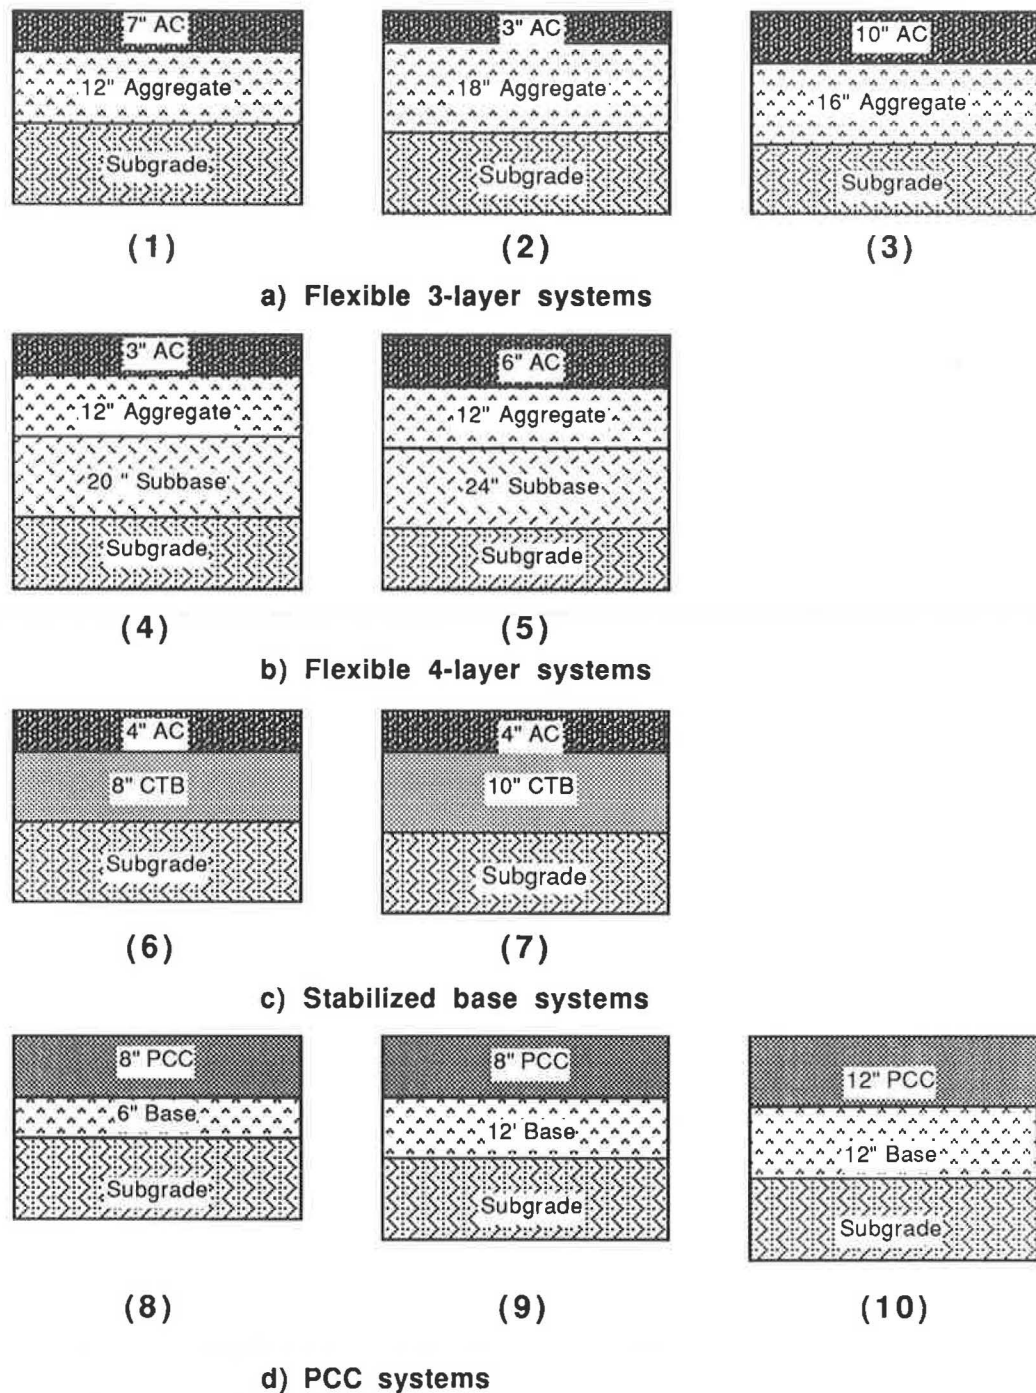 7" AC
12" Aggregate
Subgrade
(1)
3" AC
18" Aggregate
Subgrade
(2)
10" AC
16" Aggregate
Subgrade
(3)
a) Flexible 3-layer systems
3" AC
12" Aggregate
20 " Subbase
Subgrade
(4)
6" AC
12" Aggregate
24" Subbase
Subgrade
(5)
b) Flexible 4-layer systems
4" AC
8" CTB
Subgrade
(6)
4" AC
10" CTB
Subgrade
(7)
c) Stabilized base systems
8" PCC
6" Base
Subgrade
(8)
8" PCC
12' Base
Subgrade
(9)
12" PCC
12" Base
Subgrade
(10)
d) PCC systems